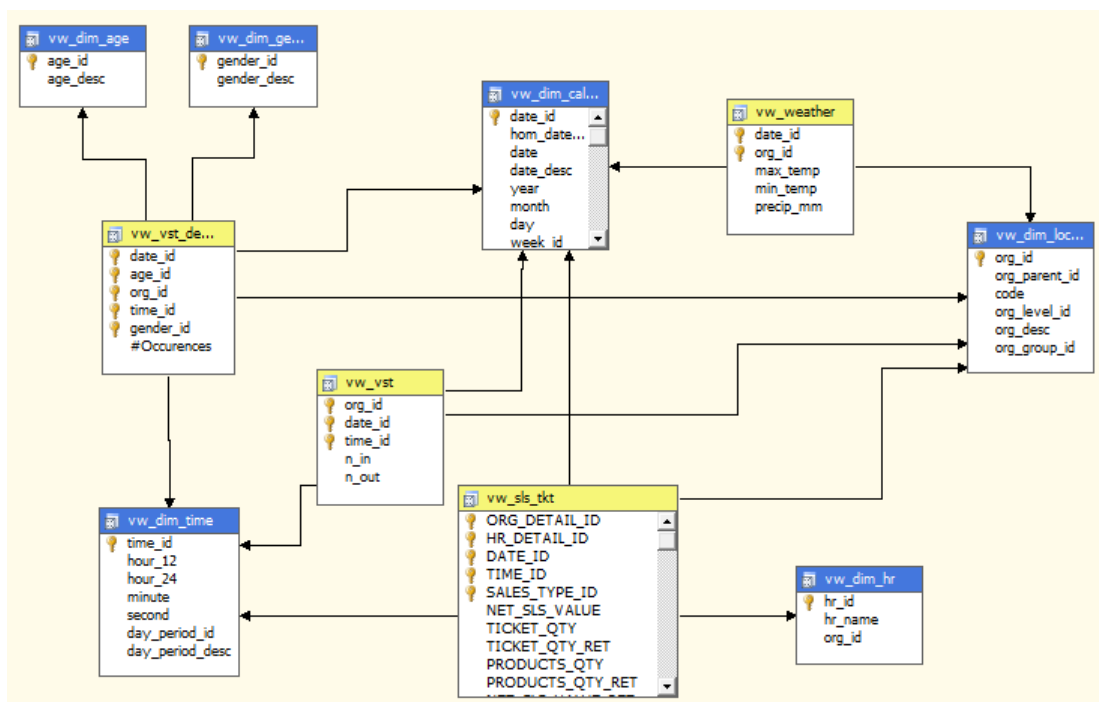 vw_dim_age
age_id
age_desc
vw_dim_ge...
gender_id
gender_desc
vw_dim_cal...
date_id
hom_date...
date
date_desc
year
month
day
week_id
vw_weather
date_id
org_id
max_temp
min_temp
precip_mm
vw_vst_de...
date_id
age_id
org_id
time_id
gender_id
#Occurences
vw_dim_loc...
org_id
org_parent_id
code
org_level_id
org_desc
org_group_id
vw_vst
org_id
date_id
time_id
n_in
n_out
vw_dim_time
time_id
hour_12
hour_24
minute
second
day_period_id
day_period_desc
vw_sls_tkt
ORG_DETAIL_ID
HR_DETAIL_ID
DATE_ID
TIME_ID
SALES_TYPE_ID
NET_SLS_VALUE
TICKET_QTY
TICKET_QTY_RET
PRODUCTS_QTY
PRODUCTS_QTY_RET
vw_dim_hr
hr_id
hr_name
org_id